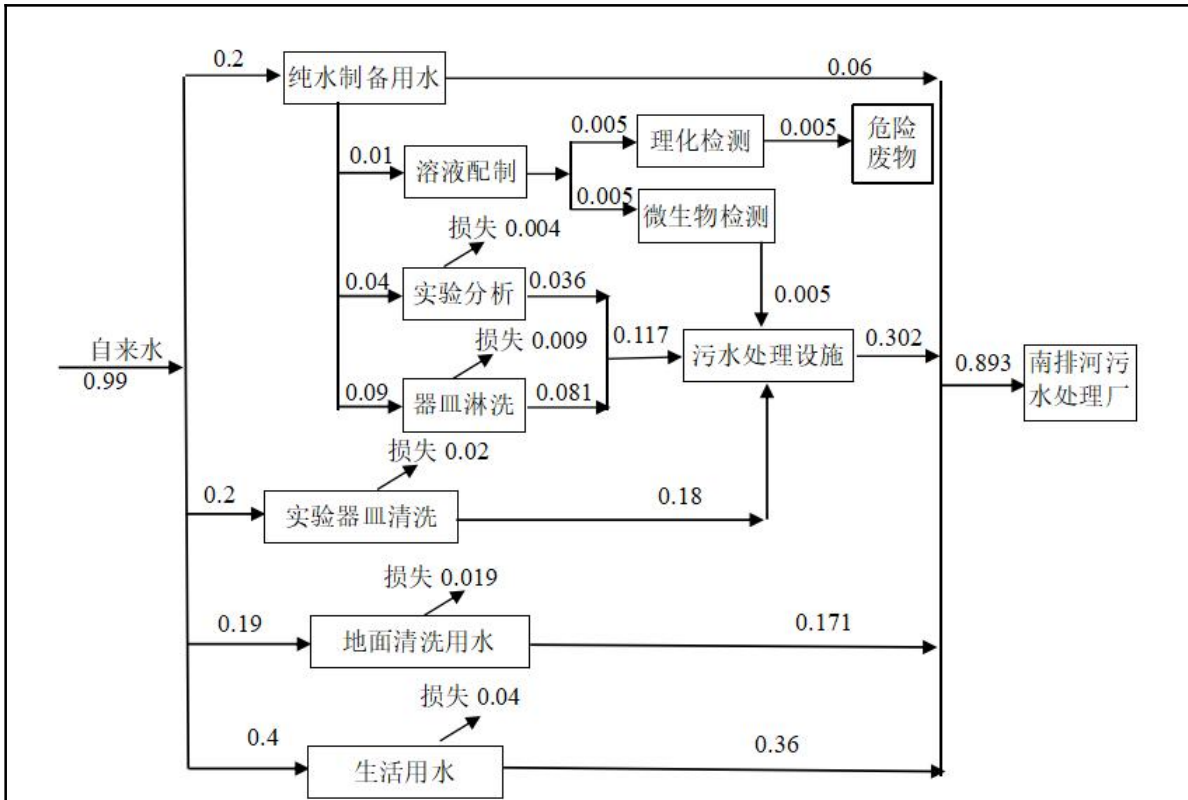 0.2
纯水制备用水
0.06
0.01
溶液配制
0.005
理化检测
0.005
危险
废物
0.005
微生物检测
0.005
损失 0.004
0.04
实验分析
0.036
损失 0.009
0.09
器皿淋洗
0.081
0.117
污水处理设施
0.302
0.893
南排河污
水处理厂
自来水
0.99
损失 0.02
0.2
实验器皿清洗
0.18
损失 0.019
0.19
地面清洗用水
0.171
损失 0.04
0.4
生活用水
0.36